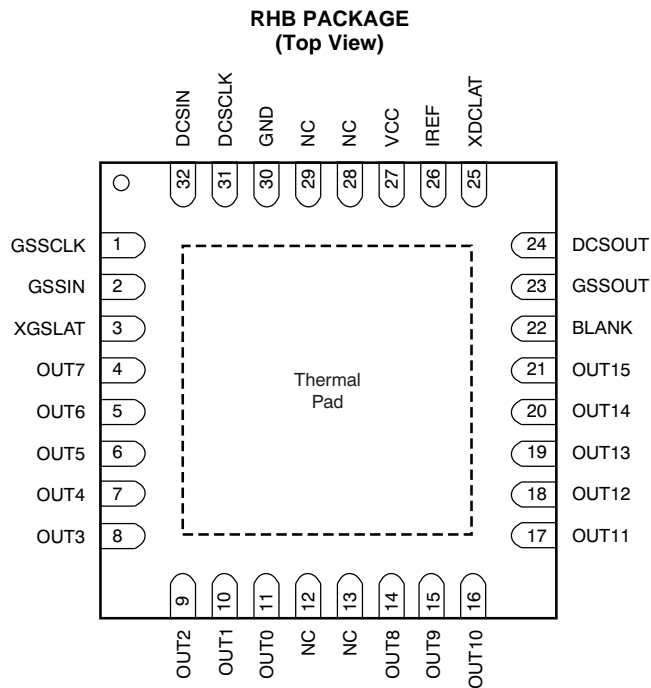 RHB PACKAGE
(Top View)
DCSIN
DCSCLK
GND
NC
NC
VCC
IREF
XDCLAT
32
31
30
29
28
27
26
25
GSSCLK 1
GSSIN 2
XGSLAT 3
OUT7 4
OUT6 5
OUT5 6
OUT4 7
OUT3 8
Thermal
Pad
24 DCSOUT
23 GSSOUT
22 BLANK
21 OUT15
20 OUT14
19 OUT13
18 OUT12
17 OUT11
9
10
11
12
13
14
15
16
OUT2
OUT1
OUT0
NC
NC
OUT8
OUT9
OUT10